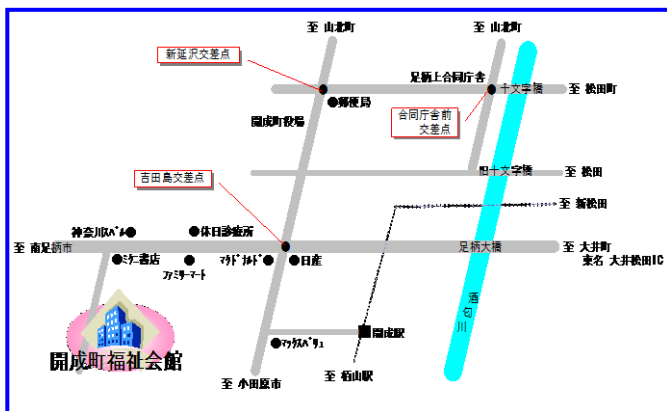 至 山北町
至 山北町
新延沢交差点
足柄上合同庁舎
十文字橋
至 松田町
●郵便局
開成町役場
合同庁舎前
交差点
旧十文字橋
至 松田
吉田島交差点
至 新松田
神奈川スバル●
●休日診療所
至 南足柄市
足柄大橋
至 大井町
●ミクニ書店
ファミリーマート
マクドナルド●
●日産
東名 大井松田IC
酒匂川
開成町福祉会館
●マックスバリュ
開成駅
至 栢山駅
至 小田原市